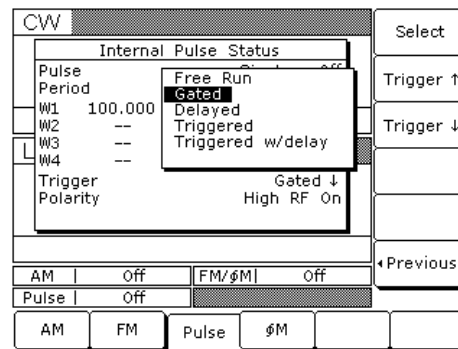 CW
Internal Pulse Status
Pulse
Period
W1 100.000
W2 --
W3 --
W4 --
Free Run
Gated
Delayed
Triggered
Triggered w/delay
Trigger Gated ↓
Polarity High RF On
AM Off FM/ϕM Off
Pulse Off
AM FM Pulse ϕM
Select
Trigger ↑
Trigger ↓
Previous